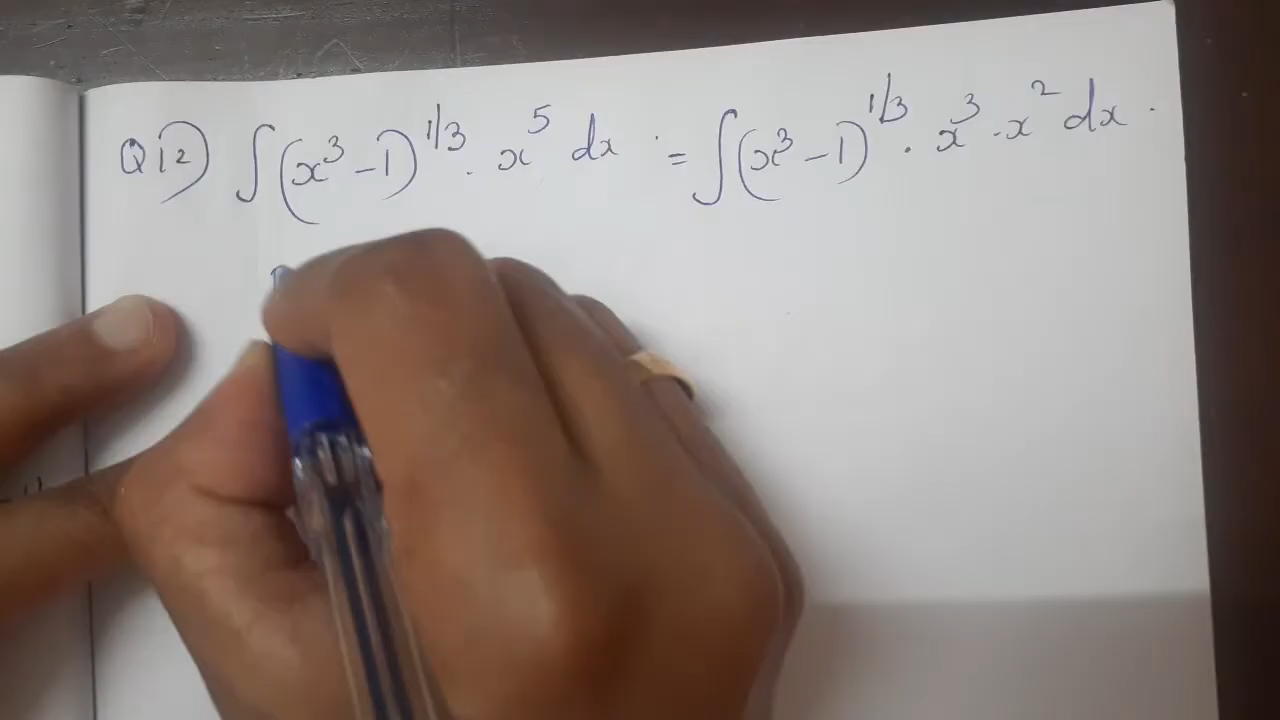 Q12) ∫(x³ -1)^1/3 . x⁵ dx . = ∫(x³ -1)^1/3 . x³ . x² dx .